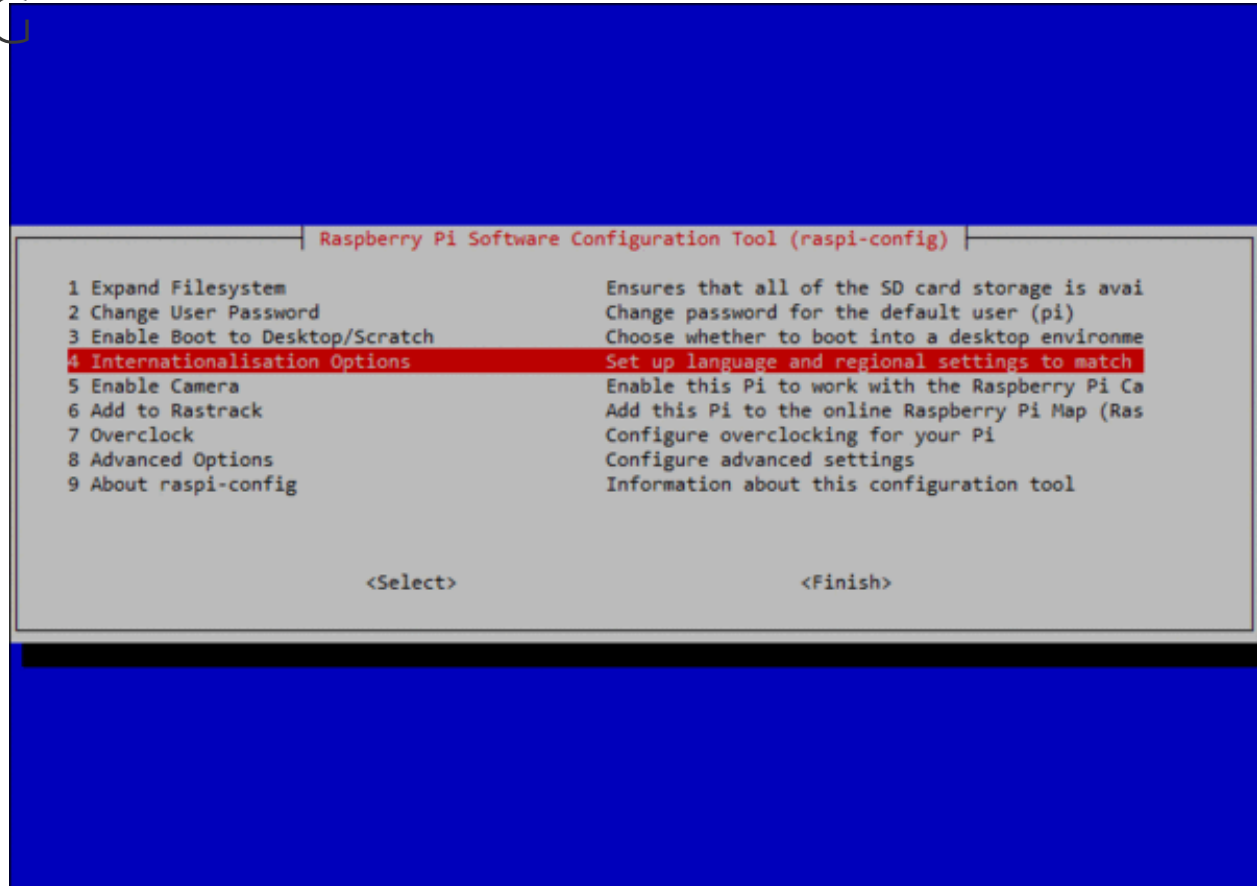 Raspberry Pi Software Configuration Tool (raspi-config)
1 Expand Filesystem Ensures that all of the SD card storage is avai
2 Change User Password Change password for the default user (pi)
3 Enable Boot to Desktop/Scratch Choose whether to boot into a desktop environme
4 Internationalisation Options Set up language and regional settings to match
5 Enable Camera Enable this Pi to work with the Raspberry Pi Ca
6 Add to Rastrack Add this Pi to the online Raspberry Pi Map (Ras
7 Overclock Configure overclocking for your Pi
8 Advanced Options Configure advanced settings
9 About raspi-config Information about this configuration tool
<Select> <Finish>